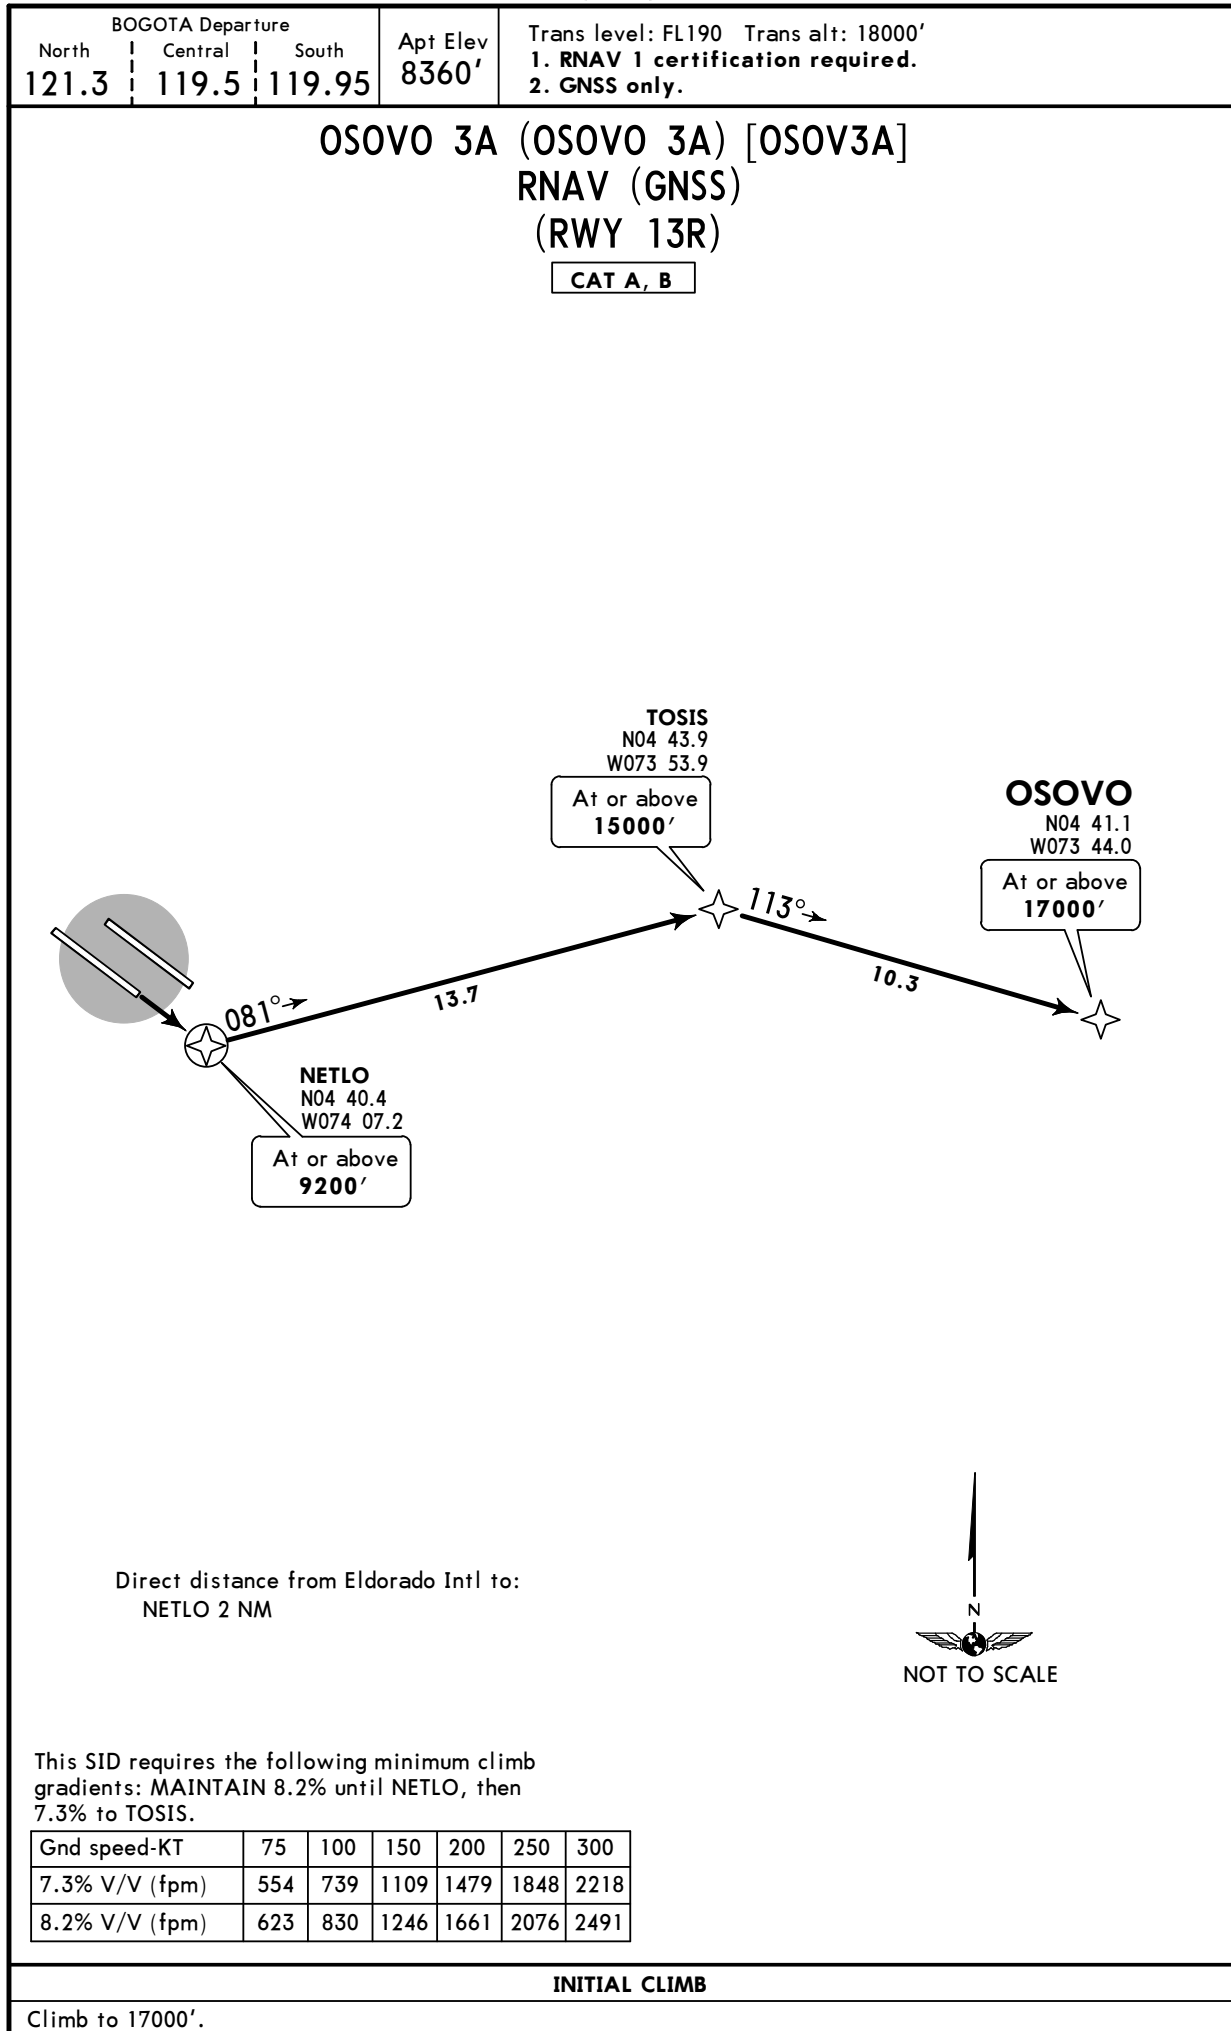 BOGOTA Departure
North Central South
121.3 119.5 119.95
Apt Elev
8360'
Trans level: FL190 Trans alt: 18000'
1. RNAV 1 certification required.
2. GNSS only.
OSOVO 3A (OSOVO 3A) [OSOV3A]
RNAV (GNSS)
(RWY 13R)
CAT A, B
TOSIS
N04 43.9
W073 53.9
At or above
15000'
OSOVO
N04 41.1
W073 44.0
At or above
17000'
113°
10.3
081°
13.7
NETLO
N04 40.4
W074 07.2
At or above
9200'
Direct distance from Eldorado Intl to:
NETLO 2 NM
N
NOT TO SCALE
This SID requires the following minimum climb
gradients: MAINTAIN 8.2% until NETLO, then
7.3% to TOSIS.
Gnd speed-KT 75 100 150 200 250 300
7.3% V/V (fpm) 554 739 1109 1479 1848 2218
8.2% V/V (fpm) 623 830 1246 1661 2076 2491
INITIAL CLIMB
Climb to 17000'.